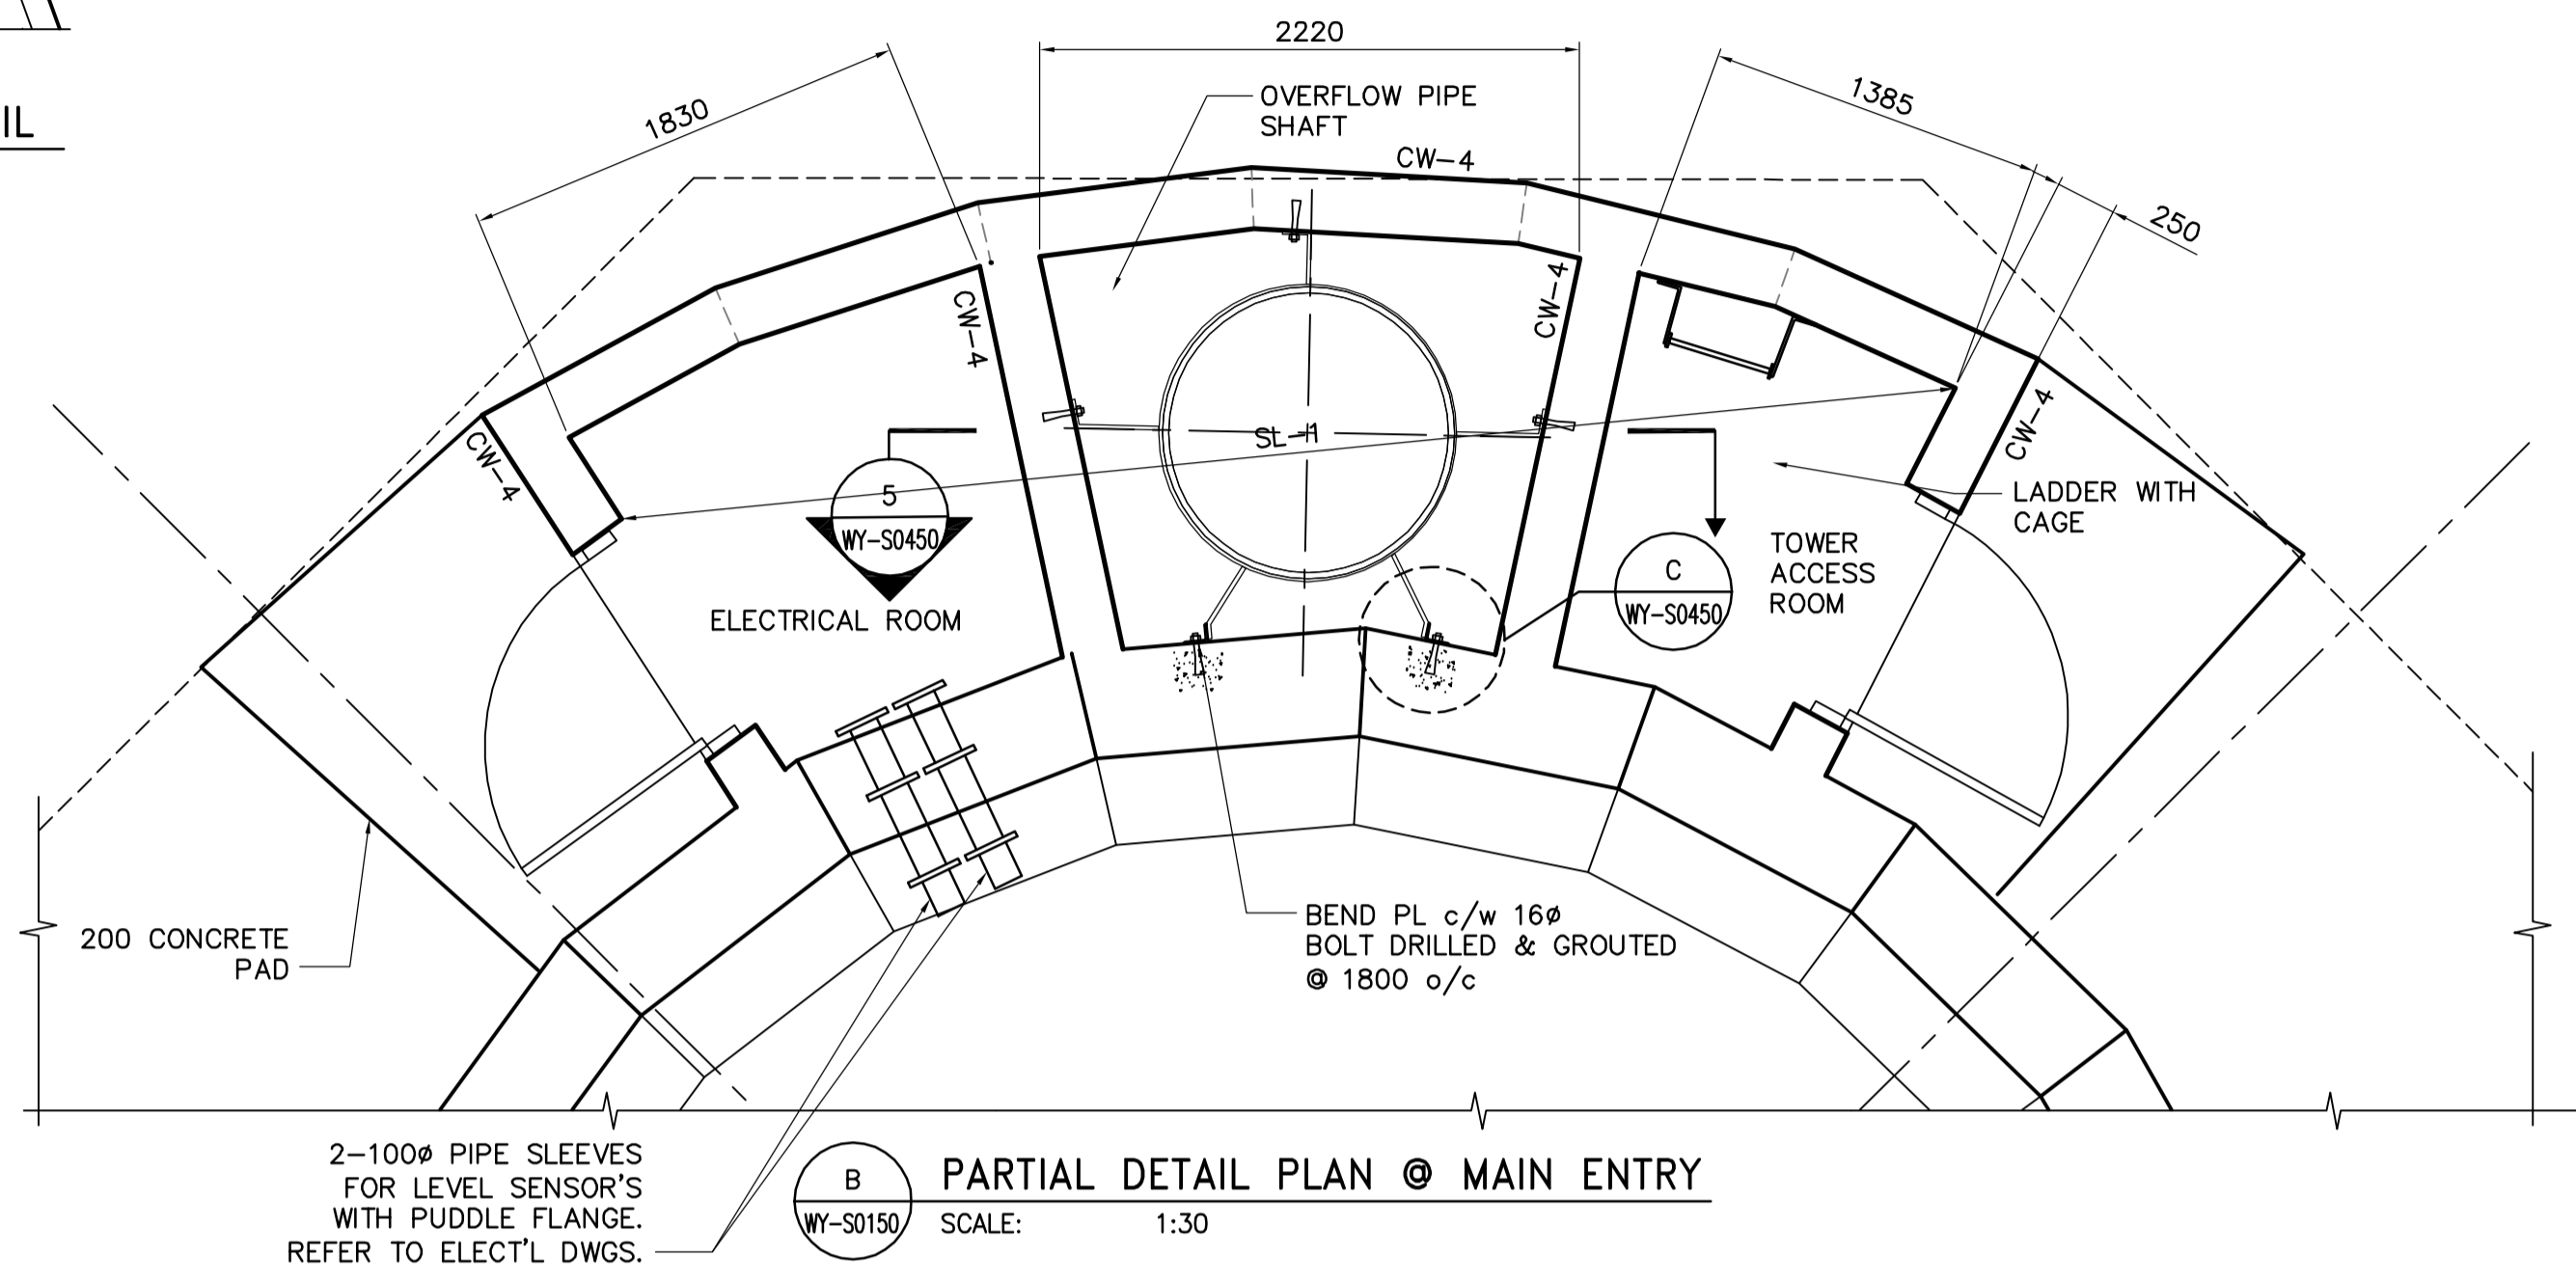 IL
2220
1830
1385
250
OVERFLOW PIPE
SHAFT
CW-4
CW-4
CW-4
CW-4
CW-4
SL-1
5
WY-S0450
ELECTRICAL ROOM
C
WY-S0450
TOWER
ACCESS
ROOM
LADDER WITH
CAGE
200 CONCRETE
PAD
BEND PL c/w 16ø
BOLT DRILLED & GROUTED
@ 1800 o/c
2-100ø PIPE SLEEVES
FOR LEVEL SENSOR'S
WITH PUDDLE FLANGE.
REFER TO ELECT'L DWGS.
B
WY-S0150
PARTIAL DETAIL PLAN @ MAIN ENTRY
SCALE: 1:30